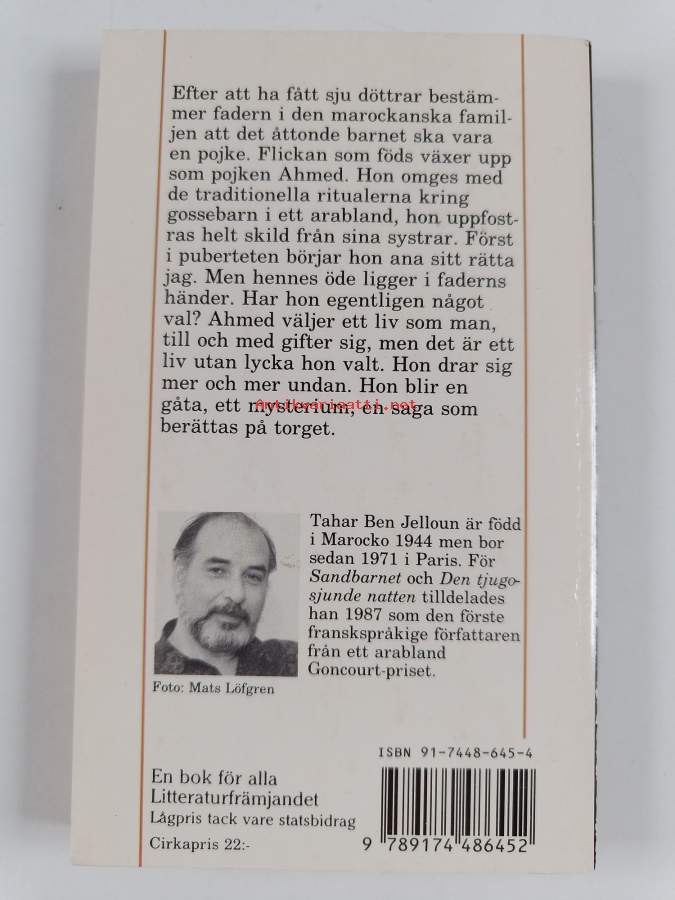 Efter att ha fått sju döttrar bestäm-
mer fadern i den marockanska famil-
jen att det åttonde barnet ska vara
en pojke. Flickan som föds växer upp
som pojken Ahmed. Hon omges med
de traditionella ritualerna kring
gossebarn i ett arabland, hon uppfost-
ras helt skild från sina systrar. Först
i puberteten börjar hon ana sitt rätta
jag. Men hennes öde ligger i faderns
händer. Har hon egentligen något
val? Ahmed väljer ett liv som man,
till och med gifter sig, men det är ett
liv utan lycka hon valt. Hon drar sig
mer och mer undan. Hon blir en
gåta, ett mysterium, en saga som
Antikvariaatti.net
berättas på torget.
Tahar Ben Jelloun är född
i Marocko 1944 men bor
sedan 1971 i Paris. För
Sandbarnet och Den tjugo-
sjunde natten tilldelades
han 1987 som den förste
franskspråkige författaren
från ett arabland
Goncourt-priset.
Foto: Mats Löfgren
ISBN 91-7448-645-4
En bok för alla
Litteraturfrämjandet
Lågpris tack vare statsbidrag
Cirkapris 22:-
9 789174 486452